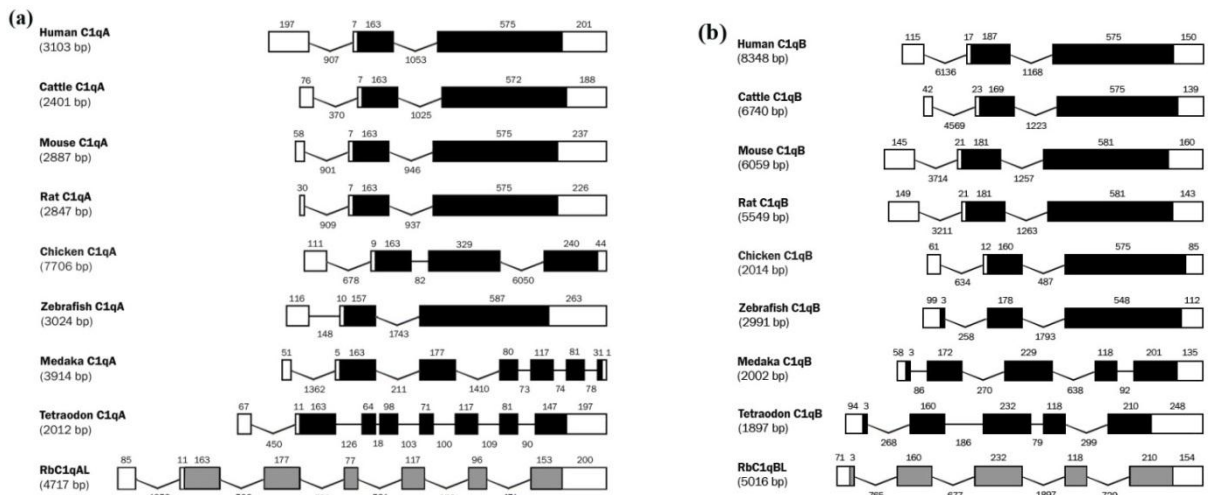 (a)
197 7 163 575 201
Human C1qA
(3103 bp)
907 1053
76 7 163 572 188
Cattle C1qA
(2401 bp)
370 1025
58 7 163 575 237
Mouse C1qA
(2887 bp)
901 946
30 7 163 575 226
Rat C1qA
(2847 bp)
909 937
111 9 163 329 240 44
Chicken C1qA
(7706 bp)
678 82 6050
116 10 157 587 263
Zebrafish C1qA
(3024 bp)
148 1743
51 5 163 177 80 117 81 31 1
Medaka C1qA
(3914 bp)
1362 211 1410 73 74 78
67 11 163 64 98 71 117 81 147 197
Tetraodon C1qA
(2012 bp)
450 126 18 103 100 109 90
85 11 163 177 77 117 96 153 200
RbC1qAL
(4717 bp)
(b)
115 17 187 575 150
Human C1qB
(8348 bp)
6136 1168
42 23 169 575 139
Cattle C1qB
(6740 bp)
4569 1223
145 21 181 581 160
Mouse C1qB
(6059 bp)
3714 1257
149 21 181 581 143
Rat C1qB
(5549 bp)
3211 1263
61 12 160 575 85
Chicken C1qB
(2014 bp)
634 487
99 3 178 548 112
Zebrafish C1qB
(2991 bp)
258 1793
58 3 172 229 118 201 135
Medaka C1qB
(2002 bp)
86 270 638 92
94 3 160 232 118 210 248
Tetraodon C1qB
(1897 bp)
268 186 79 299
71 3 160 232 118 210 154
RbC1qBL
(5016 bp)